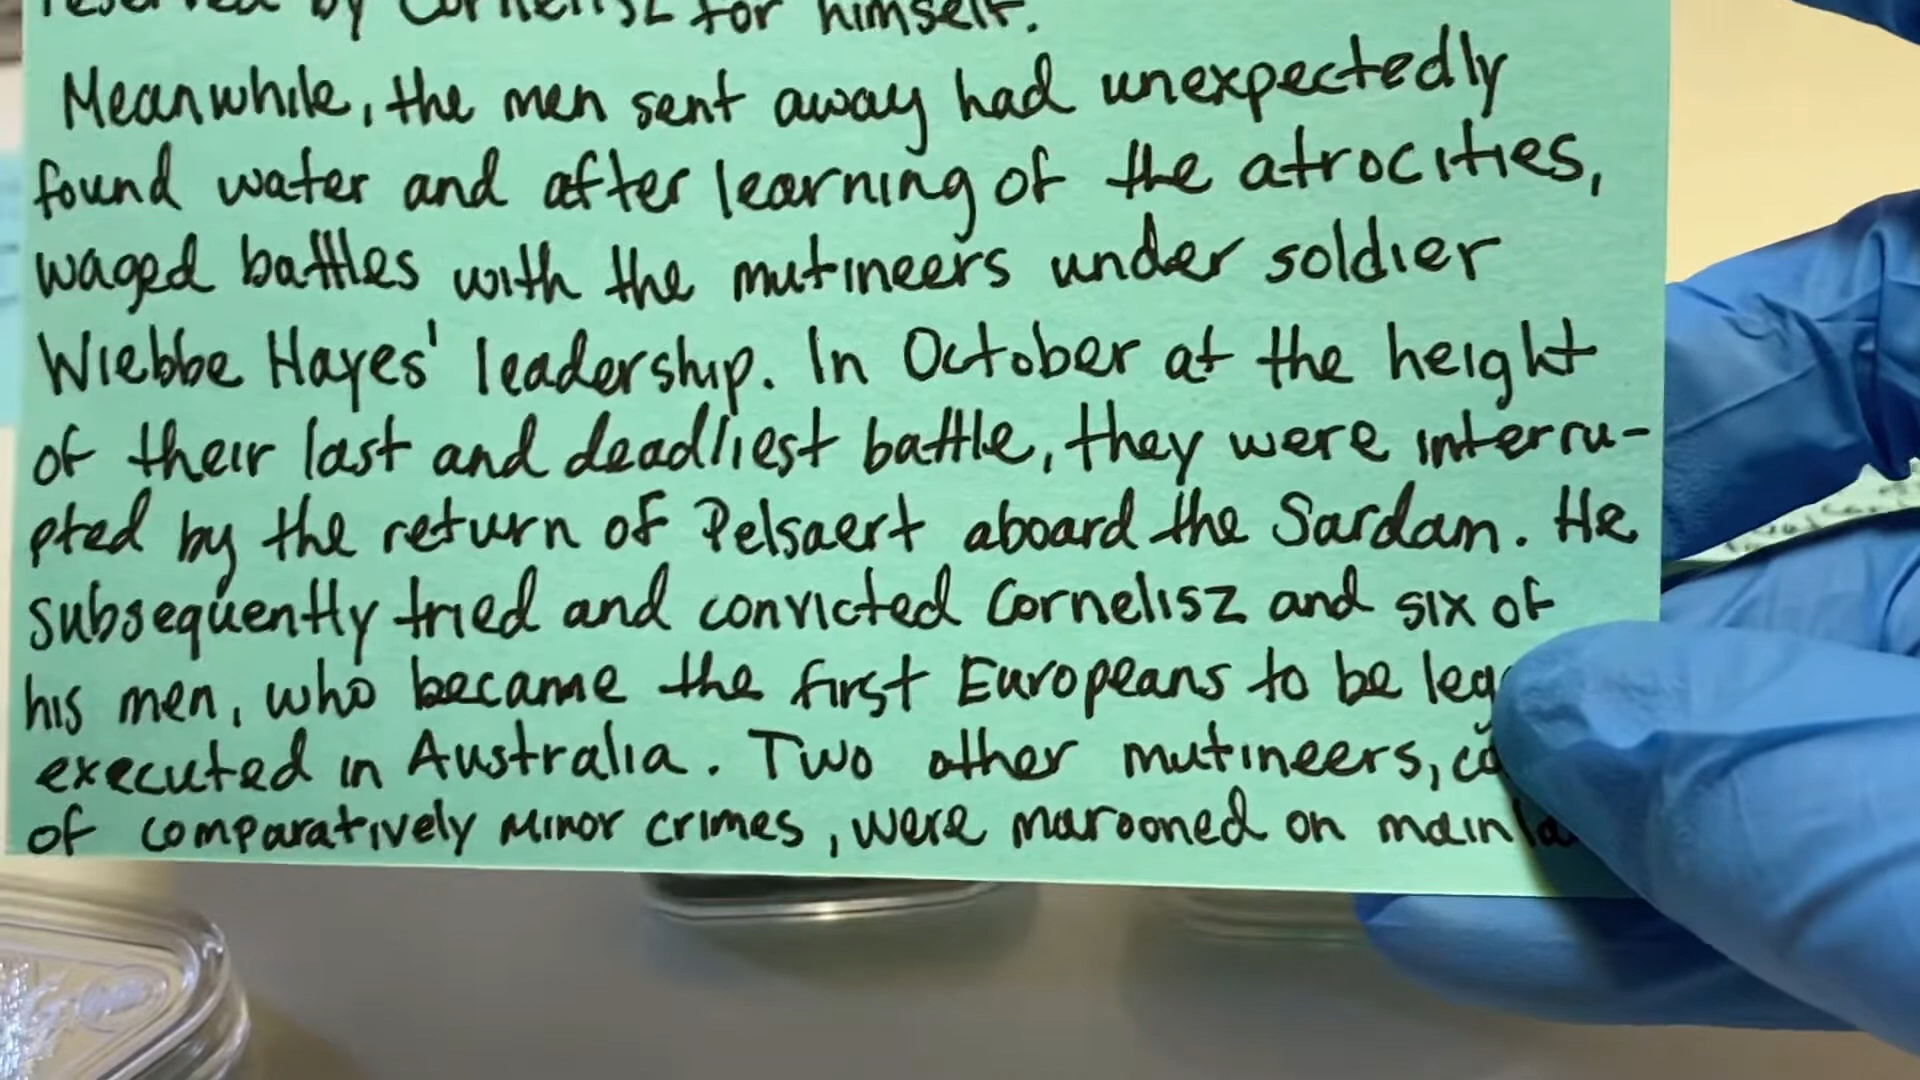 reserved by Cornelisz for himself.
Meanwhile, the men sent away had unexpectedly
found water and after learning of the atrocities,
waged battles with the mutineers under soldier
Wiebbe Hayes' leadership. In October at the height
of their last and deadliest battle, they were interru-
pted by the return of Pelsaert aboard the Sardam. He
subsequently tried and convicted Cornelisz and six of
his men, who became the first Europeans to be
executed in Australia. Two other mutineers,
of comparatively minor crimes, were marooned on